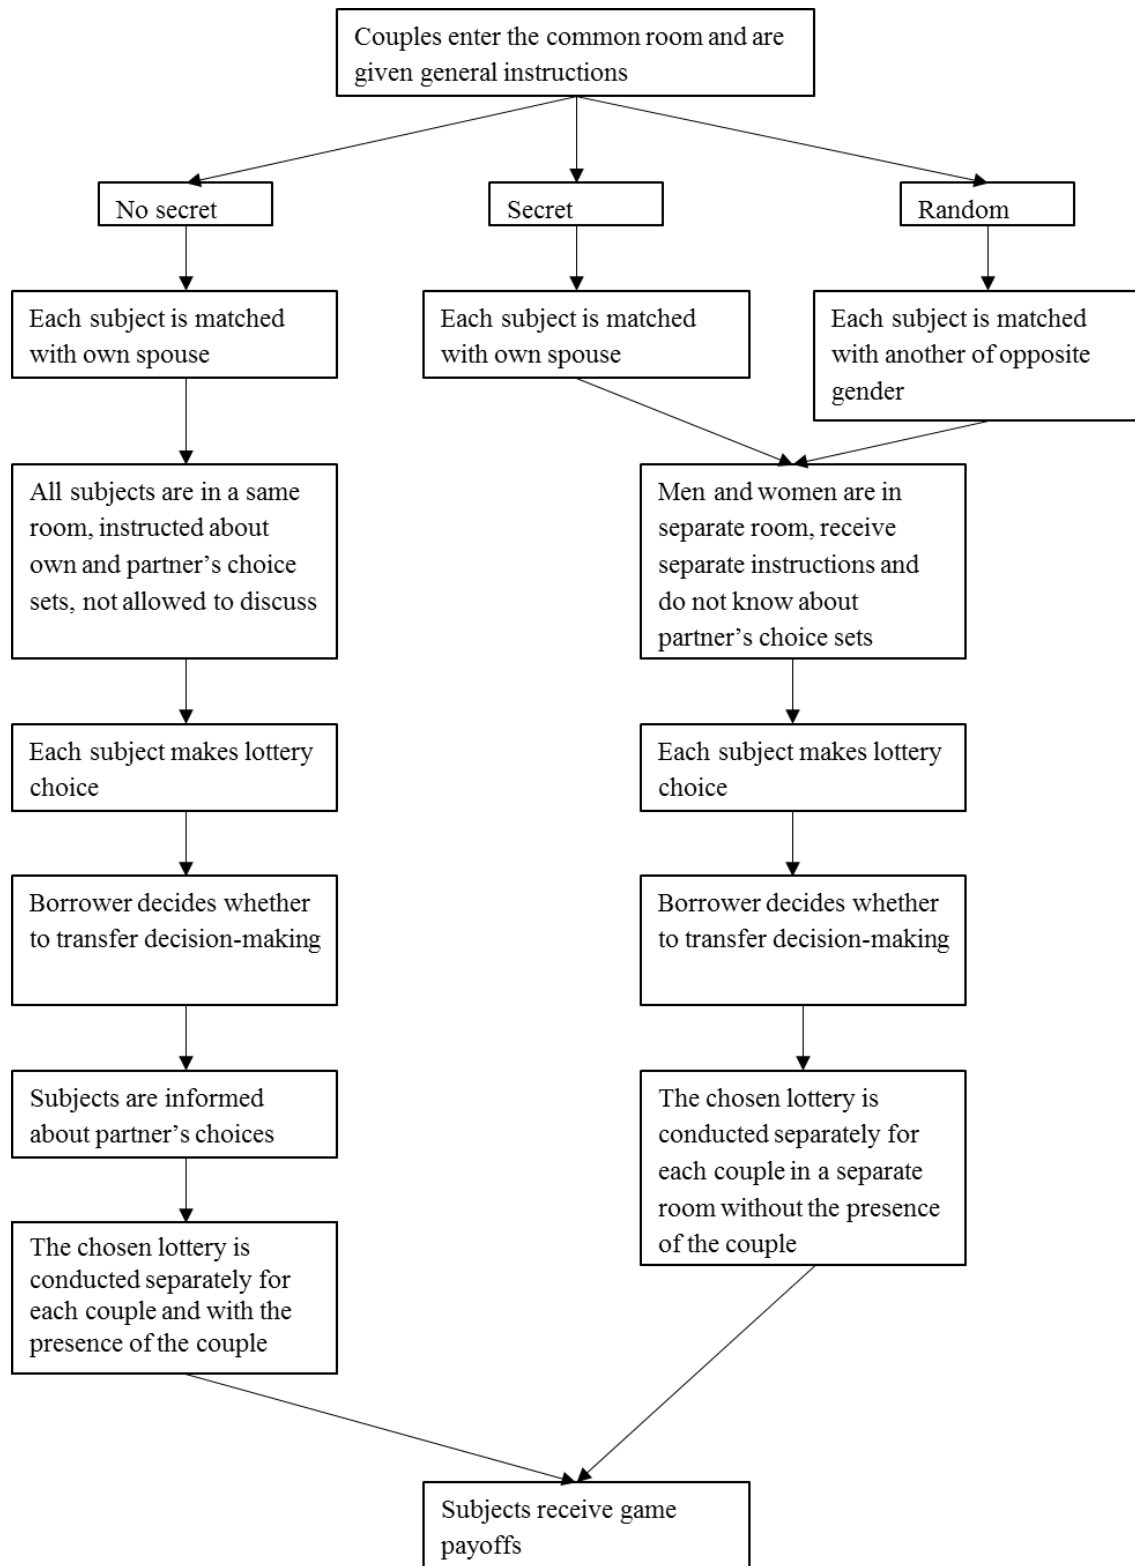 Couples enter the common room and are
given general instructions
No secret
Secret
Random
Each subject is matched
with own spouse
Each subject is matched
with own spouse
Each subject is matched
with another of opposite
gender
All subjects are in a same
room, instructed about
own and partner’s choice
sets, not allowed to discuss
Men and women are in
separate room, receive
separate instructions and
do not know about
partner’s choice sets
Each subject makes lottery
choice
Each subject makes lottery
choice
Borrower decides whether
to transfer decision-making
Borrower decides whether
to transfer decision-making
Subjects are informed
about partner’s choices
The chosen lottery is
conducted separately for
each couple in a separate
room without the presence
of the couple
The chosen lottery is
conducted separately for
each couple and with the
presence of the couple
Subjects receive game
payoffs